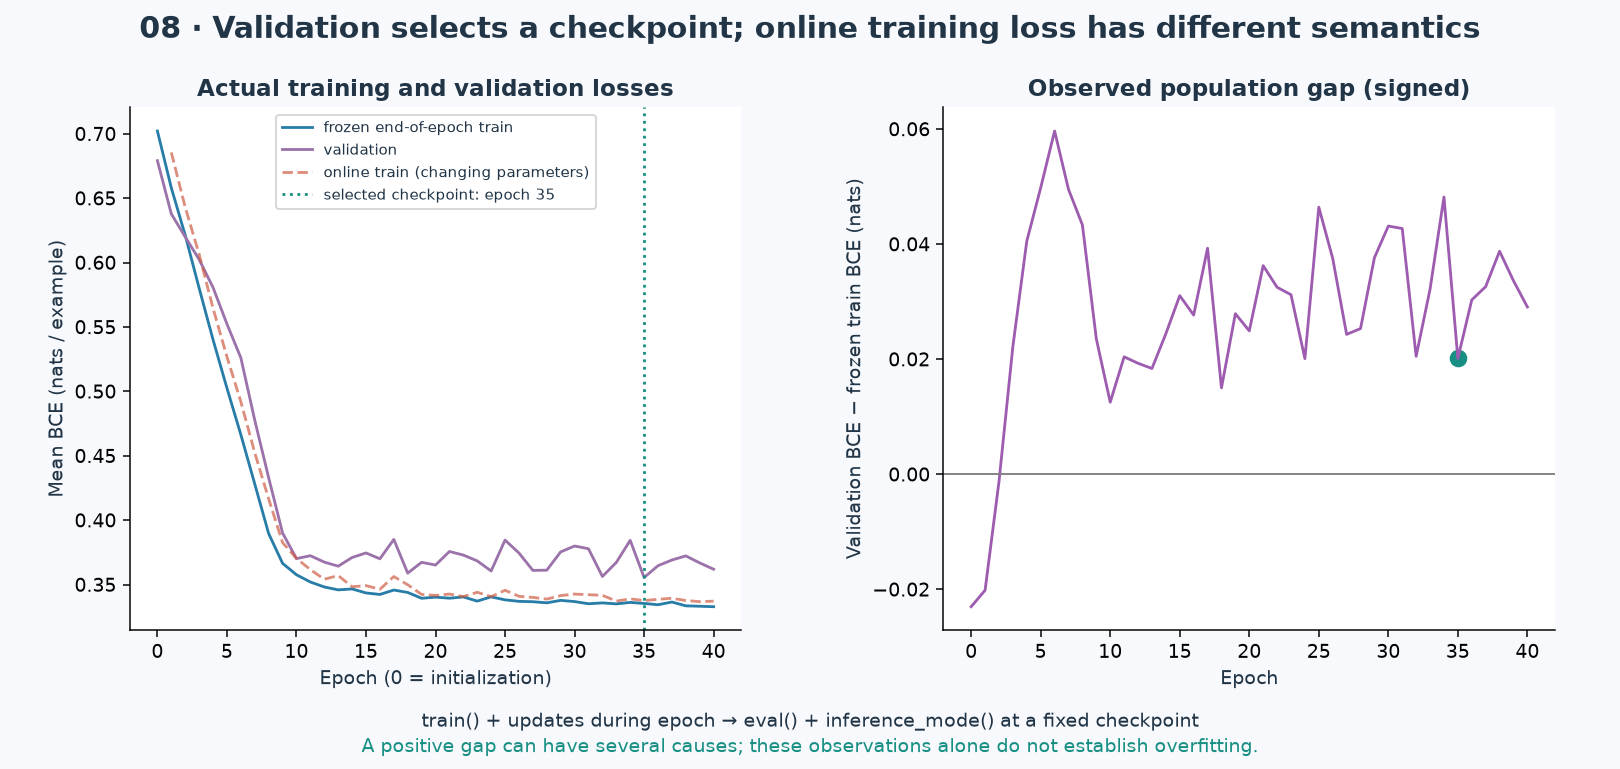 08 · Validation selects a checkpoint; online training loss has different semantics
Actual training and validation losses
frozen end-of-epoch train
validation
online train (changing parameters)
selected checkpoint: epoch 35
Mean BCE (nats / example)
0.70
0.65
0.60
0.55
0.50
0.45
0.40
0.35
0 5 10 15 20 25 30 35 40
Epoch (0 = initialization)
Observed population gap (signed)
Validation BCE − frozen train BCE (nats)
0.06
0.04
0.02
0.00
−0.02
0 5 10 15 20 25 30 35 40
Epoch
train() + updates during epoch → eval() + inference_mode() at a fixed checkpoint
A positive gap can have several causes; these observations alone do not establish overfitting.